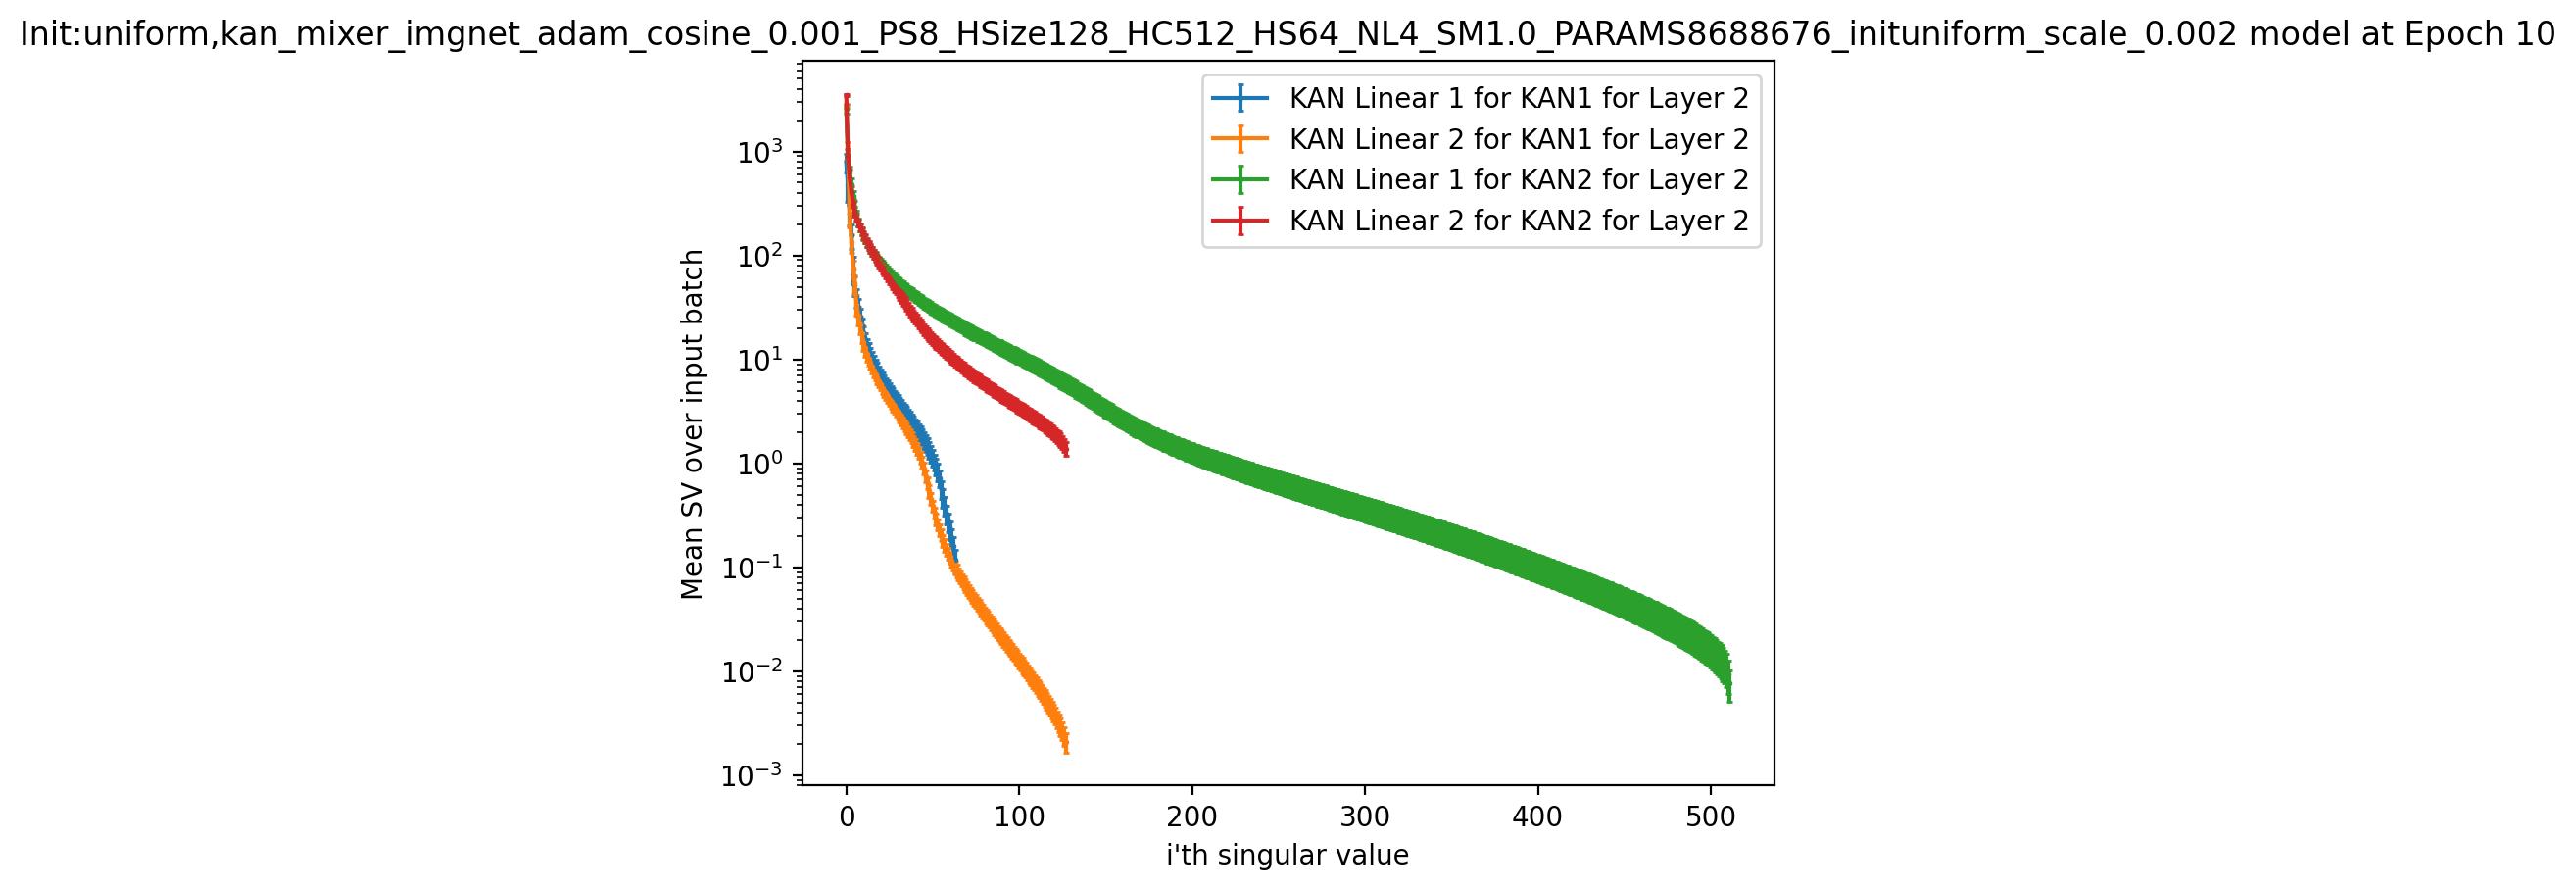 Init:uniform,kan_mixer_imgnet_adam_cosine_0.001_PS8_HSize128_HC512_HS64_NL4_SM1.0_PARAMS8688676_inituniform_scale_0.002 model at Epoch 10
KAN Linear 1 for KAN1 for Layer 2
KAN Linear 2 for KAN1 for Layer 2
KAN Linear 1 for KAN2 for Layer 2
KAN Linear 2 for KAN2 for Layer 2
Mean SV over input batch
10³
10²
10¹
10⁰
10⁻¹
10⁻²
10⁻³
0 100 200 300 400 500
i'th singular value